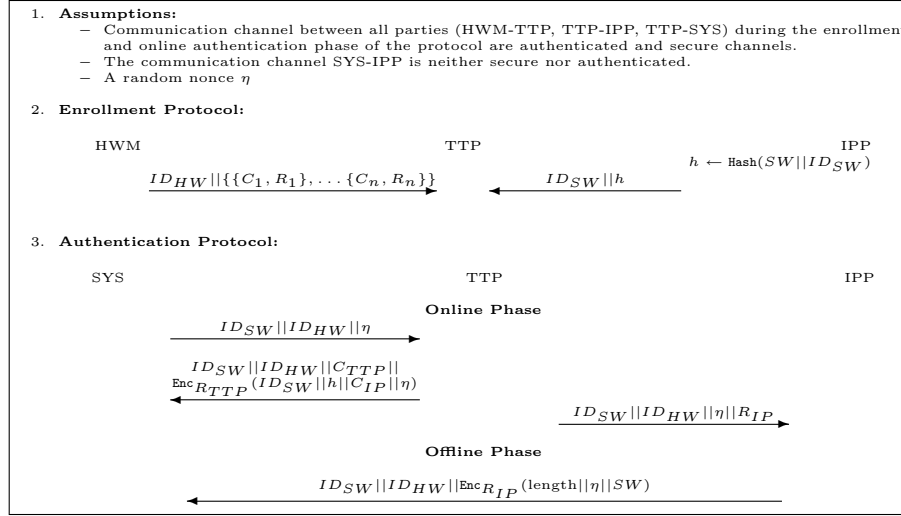 1. Assumptions:
– Communication channel between all parties (HWM-TTP, TTP-IPP, TTP-SYS) during the enrollment
and online authentication phase of the protocol are authenticated and secure channels.
– The communication channel SYS-IPP is neither secure nor authenticated.
– A random nonce η
2. Enrollment Protocol:
HWM TTP IPP
h ← Hash(SW||ID_SW)
ID_HW||{{C_1, R_1}, ... {C_n, R_n}} ID_SW||h
3. Authentication Protocol:
SYS TTP IPP
Online Phase
ID_SW||ID_HW||η
ID_SW||ID_HW||C_TTP||
Enc_R_TTP(ID_SW||h||C_IP||η)
ID_SW||ID_HW||η||R_IP
Offline Phase
ID_SW||ID_HW||Enc_R_IP(length||η||SW)